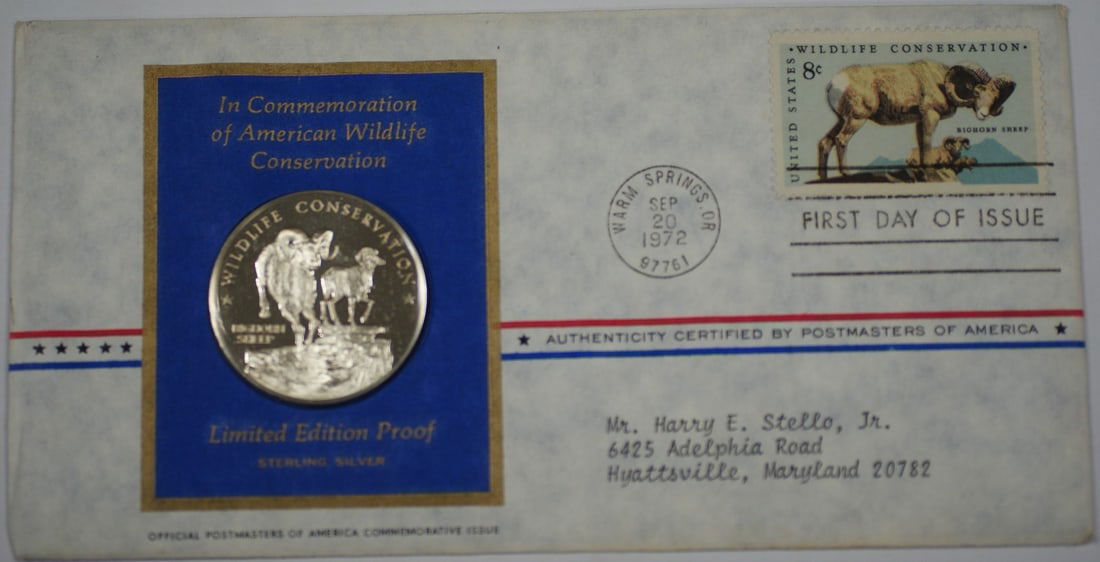 In Commemoration
of American Wildlife
Conservation
★ WILDLIFE CONSERVATION ★
BIGHORN
SHEEP
Limited Edition Proof
STERLING SILVER
OFFICIAL POSTMASTERS OF AMERICA COMMEMORATIVE ISSUE
• WILDLIFE CONSERVATION •
UNITED STATES
8¢
BIGHORN SHEEP
WARM SPRINGS, OR
SEP
20
1972
97761
FIRST DAY OF ISSUE
★★★★★
★ AUTHENTICITY CERTIFIED BY POSTMASTERS OF AMERICA ★
Mr. Harry E. Stello, Jr.
6425 Adelphia Road
Hyattsville, Maryland 20782